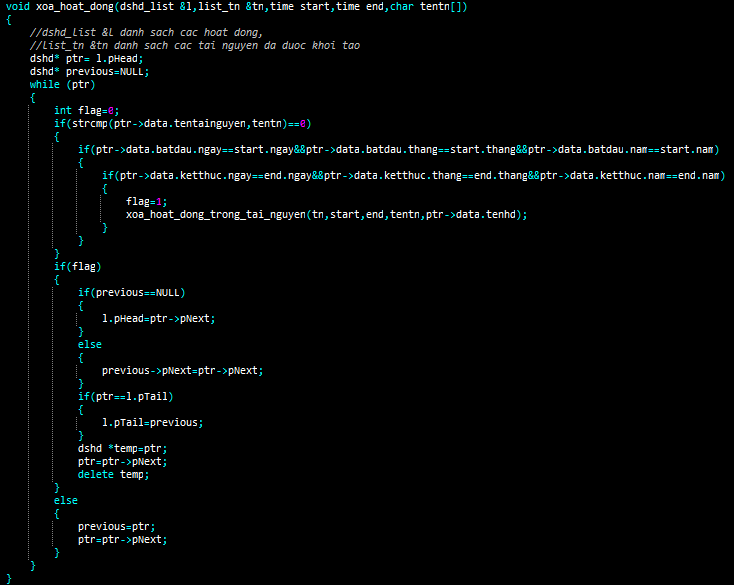 void xoa_hoat_dong(dshd_list &l,list_tn &tn,time start,time end,char tentn[])
{
    //dshd_list &l danh sach cac hoat dong,
    //list_tn &tn danh sach cac tai nguyen da duoc khoi tao
    dshd* ptr= l.pHead;
    dshd* previous=NULL;
    while (ptr)
    {
        int flag=0;
        if(strcmp(ptr->data.tentainguyen,tentn)==0)
        {
            if(ptr->data.batdau.ngay==start.ngay&&ptr->data.batdau.thang==start.thang&&ptr->data.batdau.nam==start.nam)
            {
                if(ptr->data.ketthuc.ngay==end.ngay&&ptr->data.ketthuc.thang==end.thang&&ptr->data.ketthuc.nam==end.nam)
                {
                    flag=1;
                    xoa_hoat_dong_trong_tai_nguyen(tn,start,end,tentn,ptr->data.tenhd);
                }
            }
        }
        if(flag)
        {
            if(previous==NULL)
            {
                l.pHead=ptr->pNext;
            }
            else
            {
                previous->pNext=ptr->pNext;
            }
            if(ptr==l.pTail)
            {
                l.pTail=previous;
            }
            dshd *temp=ptr;
            ptr=ptr->pNext;
            delete temp;
        }
        else
        {
            previous=ptr;
            ptr=ptr->pNext;
        }
    }
}